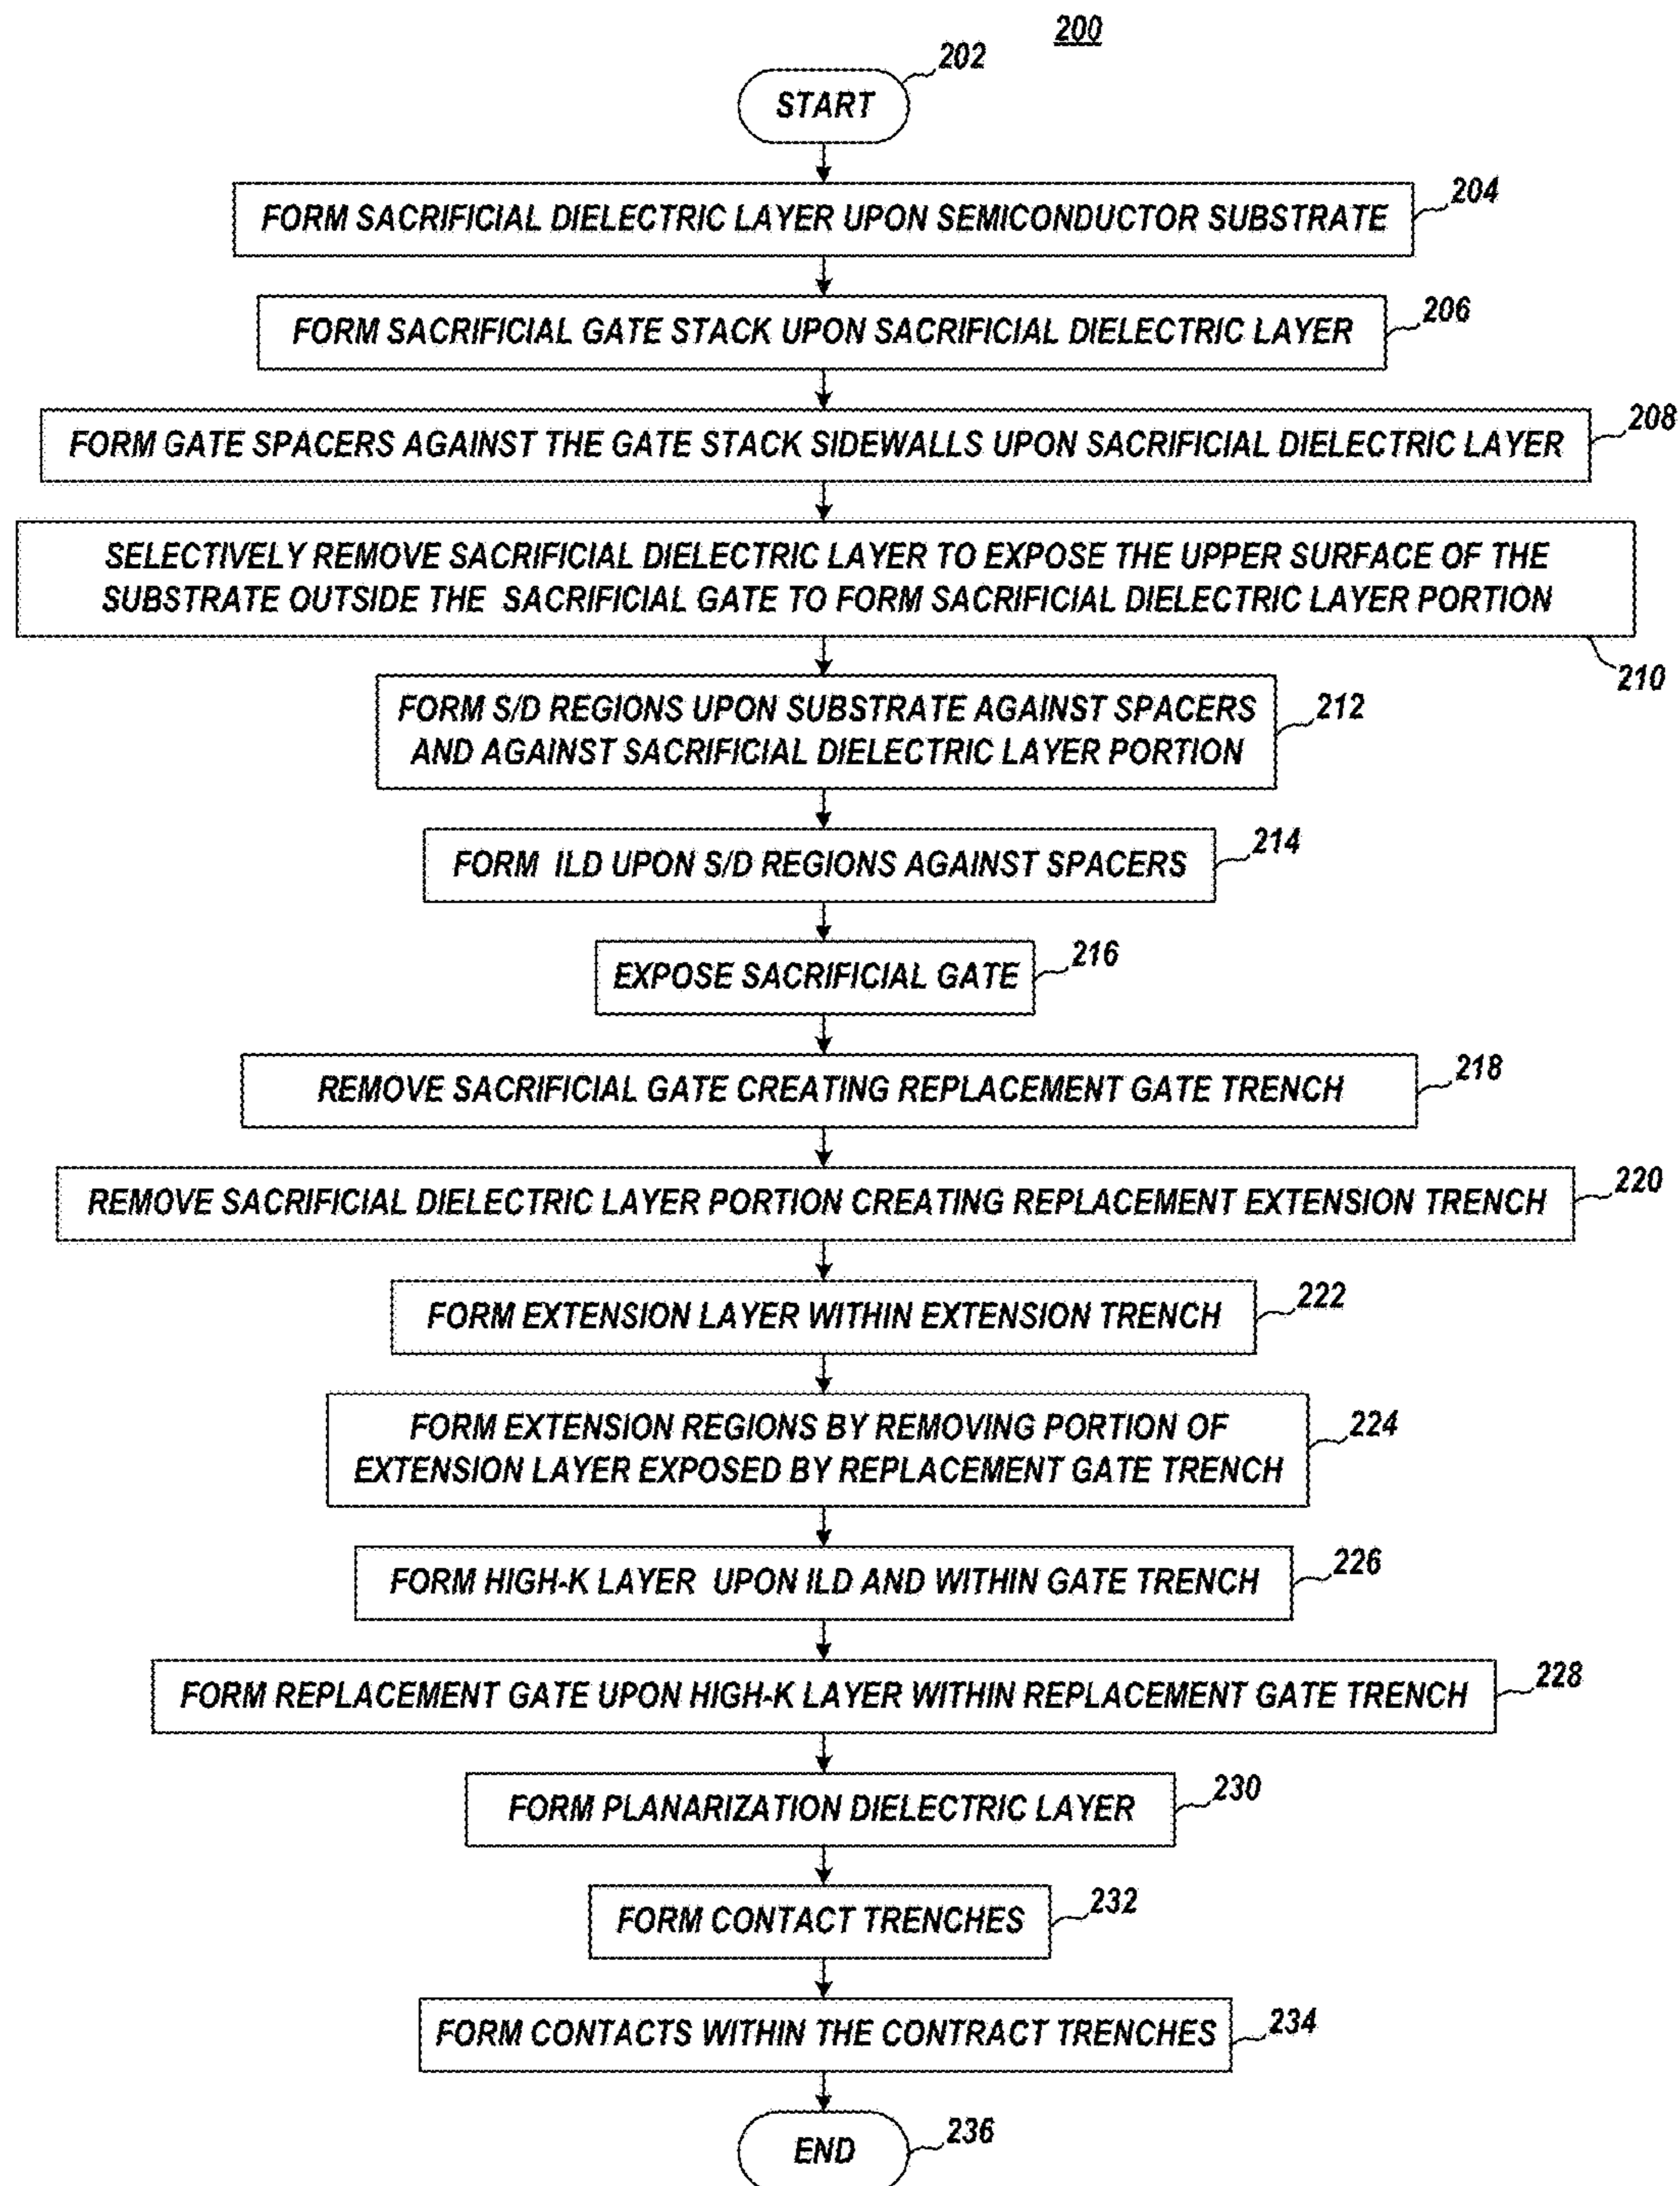 200
202
START
204
FORM SACRIFICIAL DIELECTRIC LAYER UPON SEMICONDUCTOR SUBSTRATE
206
FORM SACRIFICIAL GATE STACK UPON SACRIFICIAL DIELECTRIC LAYER
208
FORM GATE SPACERS AGAINST THE GATE STACK SIDEWALLS UPON SACRIFICIAL DIELECTRIC LAYER
SELECTIVELY REMOVE SACRIFICIAL DIELECTRIC LAYER TO EXPOSE THE UPPER SURFACE OF THE
SUBSTRATE OUTSIDE THE SACRIFICIAL GATE TO FORM SACRIFICIAL DIELECTRIC LAYER PORTION
210
FORM S/D REGIONS UPON SUBSTRATE AGAINST SPACERS
212
AND AGAINST SACRIFICIAL DIELECTRIC LAYER PORTION
214
FORM ILD UPON S/D REGIONS AGAINST SPACERS
216
EXPOSE SACRIFICIAL GATE
218
REMOVE SACRIFICIAL GATE CREATING REPLACEMENT GATE TRENCH
220
REMOVE SACRIFICIAL DIELECTRIC LAYER PORTION CREATING REPLACEMENT EXTENSION TRENCH
222
FORM EXTENSION LAYER WITHIN EXTENSION TRENCH
224
FORM EXTENSION REGIONS BY REMOVING PORTION OF
EXTENSION LAYER EXPOSED BY REPLACEMENT GATE TRENCH
226
FORM HIGH-K LAYER UPON ILD AND WITHIN GATE TRENCH
228
FORM REPLACEMENT GATE UPON HIGH-K LAYER WITHIN REPLACEMENT GATE TRENCH
230
FORM PLANARIZATION DIELECTRIC LAYER
232
FORM CONTACT TRENCHES
234
FORM CONTACTS WITHIN THE CONTRACT TRENCHES
236
END